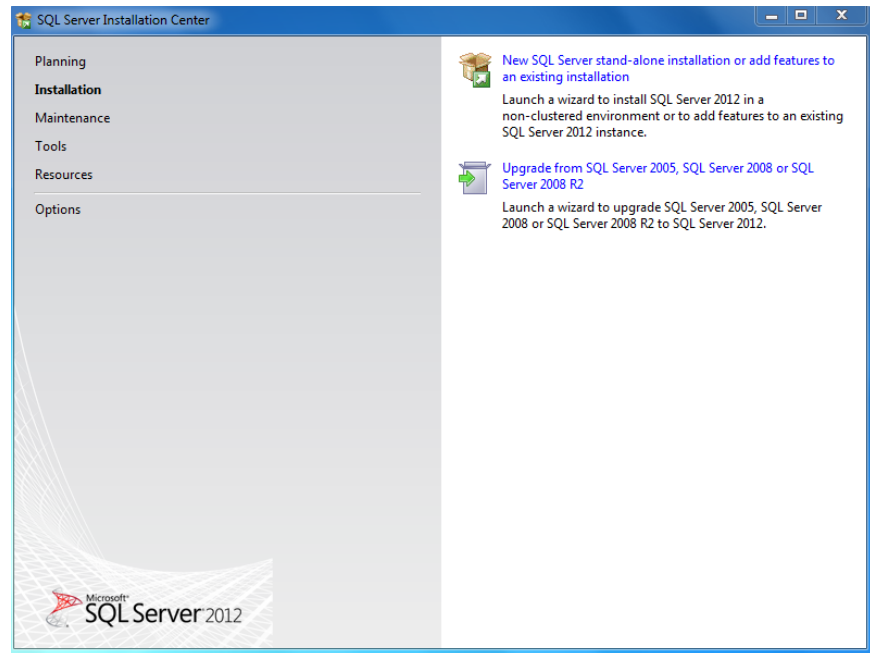 SQL Server Installation Center
Planning
Installation
Maintenance
Tools
Resources
Options
New SQL Server stand-alone installation or add features to
an existing installation
Launch a wizard to install SQL Server 2012 in a
non-clustered environment or to add features to an existing
SQL Server 2012 instance.
Upgrade from SQL Server 2005, SQL Server 2008 or SQL
Server 2008 R2
Launch a wizard to upgrade SQL Server 2005, SQL Server
2008 or SQL Server 2008 R2 to SQL Server 2012.
Microsoft®
SQL Server® 2012